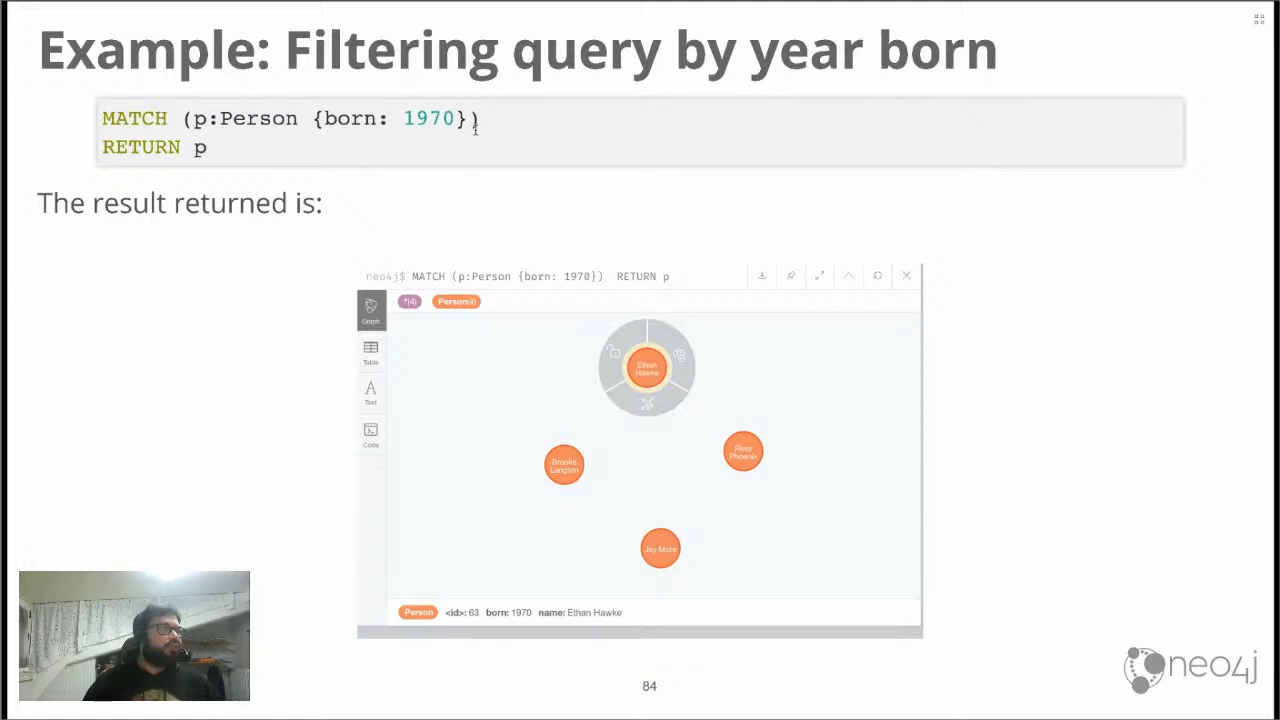 Example: Filtering query by year born
MATCH (p:Person {born: 1970})
RETURN p
The result returned is:
neo4j$ MATCH (p:Person {born: 1970}) RETURN p
*(4) Person(4)
Graph
Table
A
Text
Code
Ethan
Hawke
River
Phoenix
Brooke
Langton
Jay Mohr
Person <id>: 63 born: 1970 name: Ethan Hawke
84
neo4j